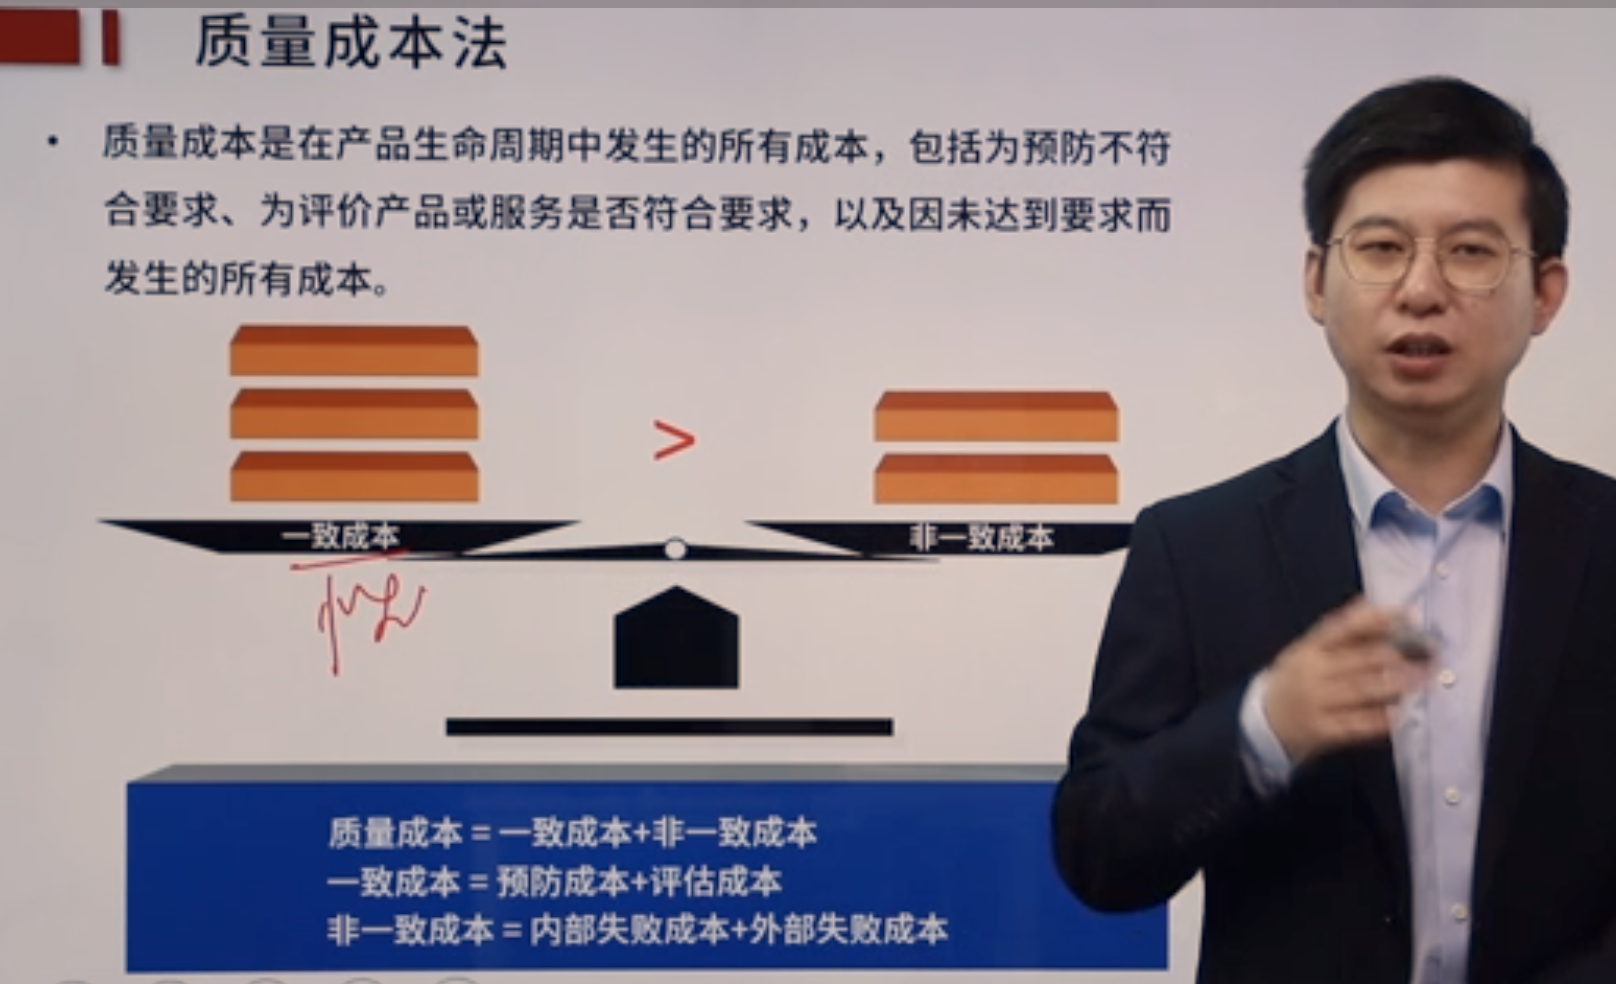 质量成本法
• 质量成本是在产品生命周期中发生的所有成本，包括为预防不符
合要求、为评价产品或服务是否符合要求，以及因未达到要求而
发生的所有成本。
>
一致成本
非一致成本
质量成本 = 一致成本+非一致成本
一致成本 = 预防成本+评估成本
非一致成本 = 内部失败成本+外部失败成本